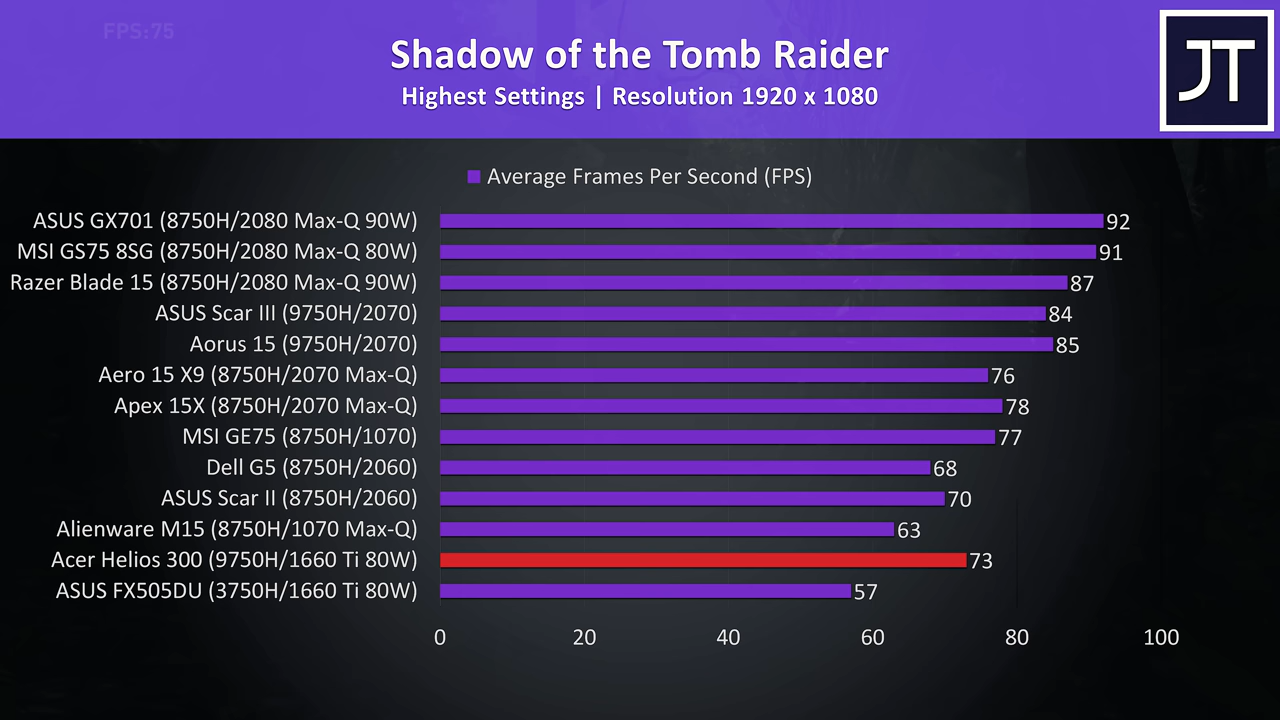 FPS:75
Shadow of the Tomb Raider
Highest Settings | Resolution 1920 x 1080
JT
Average Frames Per Second (FPS)
ASUS GX701 (8750H/2080 Max-Q 90W) 92
MSI GS75 8SG (8750H/2080 Max-Q 80W) 91
Razer Blade 15 (8750H/2080 Max-Q 90W) 87
ASUS Scar III (9750H/2070) 84
Aorus 15 (9750H/2070) 85
Aero 15 X9 (8750H/2070 Max-Q) 76
Apex 15X (8750H/2070 Max-Q) 78
MSI GE75 (8750H/1070) 77
Dell G5 (8750H/2060) 68
ASUS Scar II (8750H/2060) 70
Alienware M15 (8750H/1070 Max-Q) 63
Acer Helios 300 (9750H/1660 Ti 80W) 73
ASUS FX505DU (3750H/1660 Ti 80W) 57
0 20 40 60 80 100